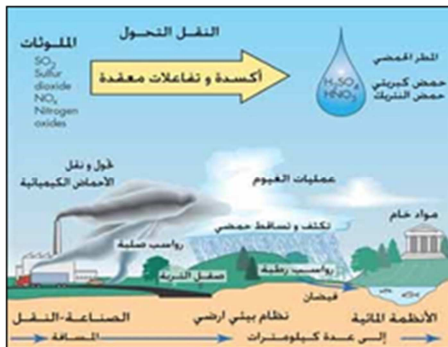 الملوثات
SO2
Sulfur
dioxide
NOx
Nitrogen
oxides
النقل التحول
أكسدة و تفاعلات معقدة
المطر الحمضي
H2SO4
HNO3
حمض كبريتي
حمض النتريك
تحول و نقل
الأحماض الكيميائية
عمليات الغيوم
رواسب صلبة
تكثف و تساقط حمضي
مواد خام
صقل التربة
رواسب رطبة
فيضان
الصناعة-النقل
نظام بيئي ارضي
الأنظمة المائية
المسافة
إلى عدة كيلومترات